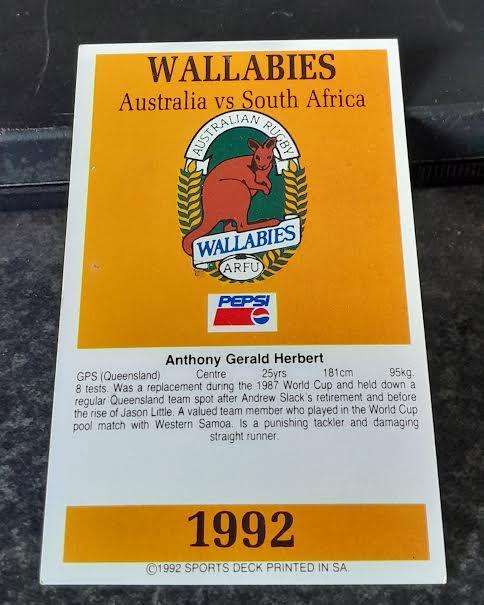 WALLABIES
Australia vs South Africa
AUSTRALIAN RUGBY
WALLABIES
ARFU
PEPSI
Anthony Gerald Herbert
GPS (Queensland) Centre 25yrs 181cm 95kg.
8 tests. Was a replacement during the 1987 World Cup and held down a
regular Queensland team spot after Andrew Slack's retirement and before
the rise of Jason Little. A valued team member who played in the World Cup
pool match with Western Samoa. Is a punishing tackler and damaging
straight runner.
1992
©1992 SPORTS DECK PRINTED IN SA.